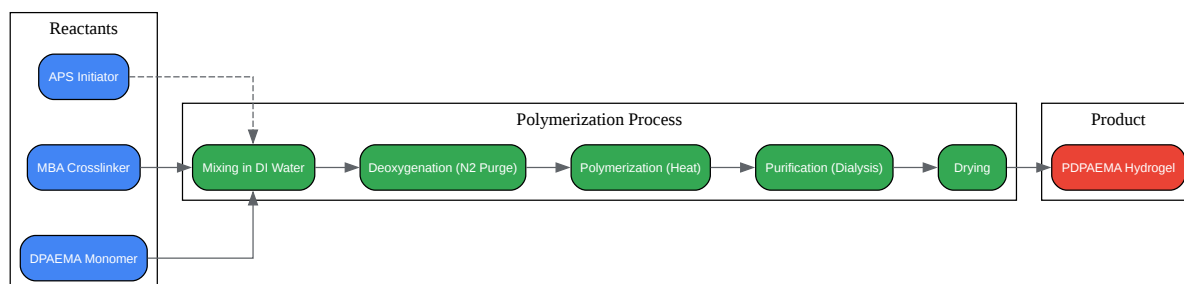 Reactants
APS Initiator
MBA Crosslinker
DPAEMA Monomer
Polymerization Process
Mixing in DI Water
Deoxygenation (N2 Purge)
Polymerization (Heat)
Purification (Dialysis)
Drying
Product
PDPAEMA Hydrogel